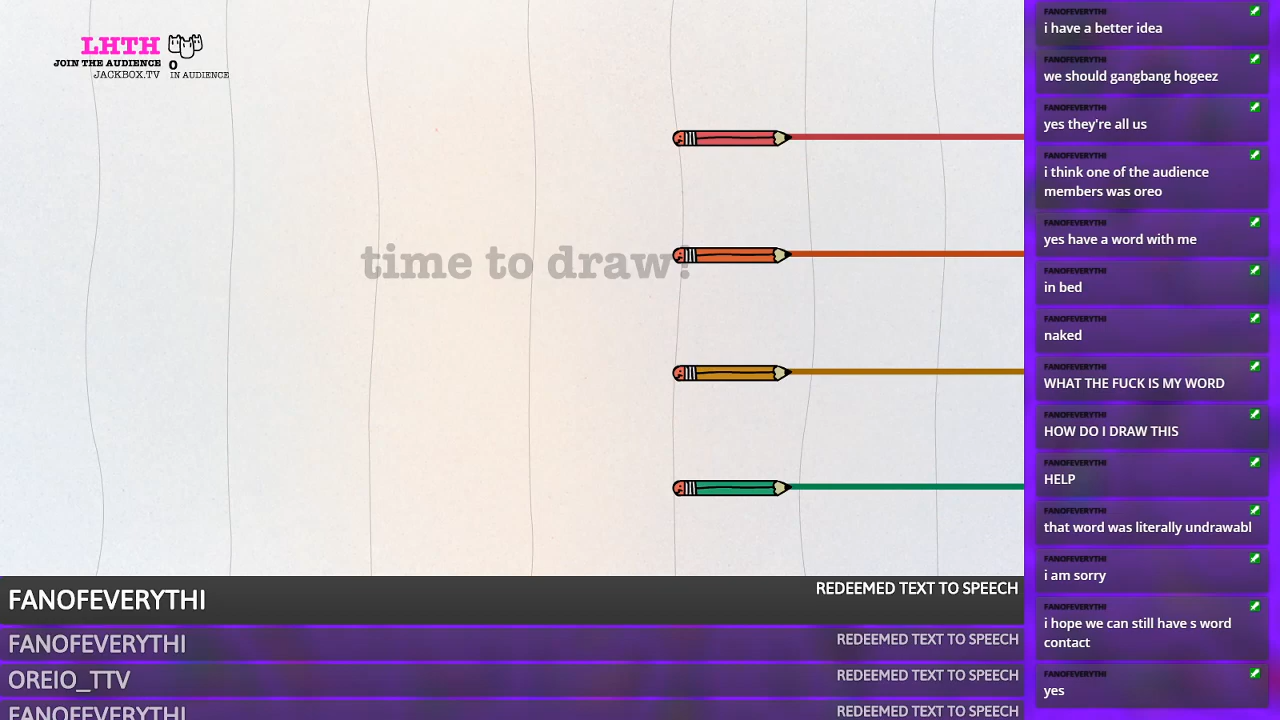 LHTH
JOIN THE AUDIENCE
JACKBOX.TV
0
IN AUDIENCE
time to draw!
FANOFEVERYTHI
REDEEMED TEXT TO SPEECH
FANOFEVERYTHI
REDEEMED TEXT TO SPEECH
OREIO_TTV
REDEEMED TEXT TO SPEECH
FANOFEVERYTHI
REDEEMED TEXT TO SPEECH
FANOFEVERYTHI
i have a better idea
FANOFEVERYTHI
we should gangbang hogeez
FANOFEVERYTHI
yes they're all us
FANOFEVERYTHI
i think one of the audience
members was oreo
FANOFEVERYTHI
yes have a word with me
FANOFEVERYTHI
in bed
FANOFEVERYTHI
naked
FANOFEVERYTHI
WHAT THE FUCK IS MY WORD
FANOFEVERYTHI
HOW DO I DRAW THIS
FANOFEVERYTHI
HELP
FANOFEVERYTHI
that word was literally undrawabl
FANOFEVERYTHI
i am sorry
FANOFEVERYTHI
i hope we can still have s word
contact
FANOFEVERYTHI
yes